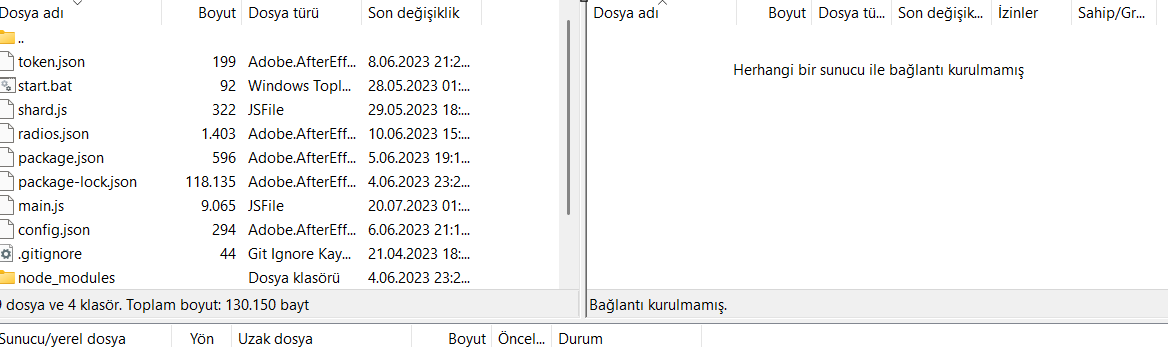 Dosya adı Boyut Dosya türü Son değişiklik
..
token.json 199 Adobe.AfterEff... 8.06.2023 21:2...
start.bat 92 Windows Topl... 28.05.2023 01:...
shard.js 322 JSFile 29.05.2023 18:...
radios.json 1.403 Adobe.AfterEff... 10.06.2023 15:...
package.json 596 Adobe.AfterEff... 5.06.2023 19:1...
package-lock.json 118.135 Adobe.AfterEff... 4.06.2023 23:2...
main.js 9.065 JSFile 20.07.2023 01:...
config.json 294 Adobe.AfterEff... 6.06.2023 21:1...
.gitignore 44 Git Ignore Kay... 21.04.2023 18:...
node_modules Dosya klasörü 4.06.2023 23:2...
9 dosya ve 4 klasör. Toplam boyut: 130.150 bayt
Dosya adı Boyut Dosya tü... Son değişik... İzinler Sahip/Gr...
Herhangi bir sunucu ile bağlantı kurulmamış
Bağlantı kurulmamış.
Sunucu/yerel dosya Yön Uzak dosya Boyut Öncel... Durum